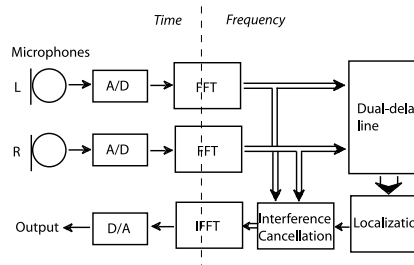 Time Frequency
Microphones
L A/D FFT
Dual-dela
line
R A/D FFT
Output D/A IFFT Interference
Cancellation
Localizatio